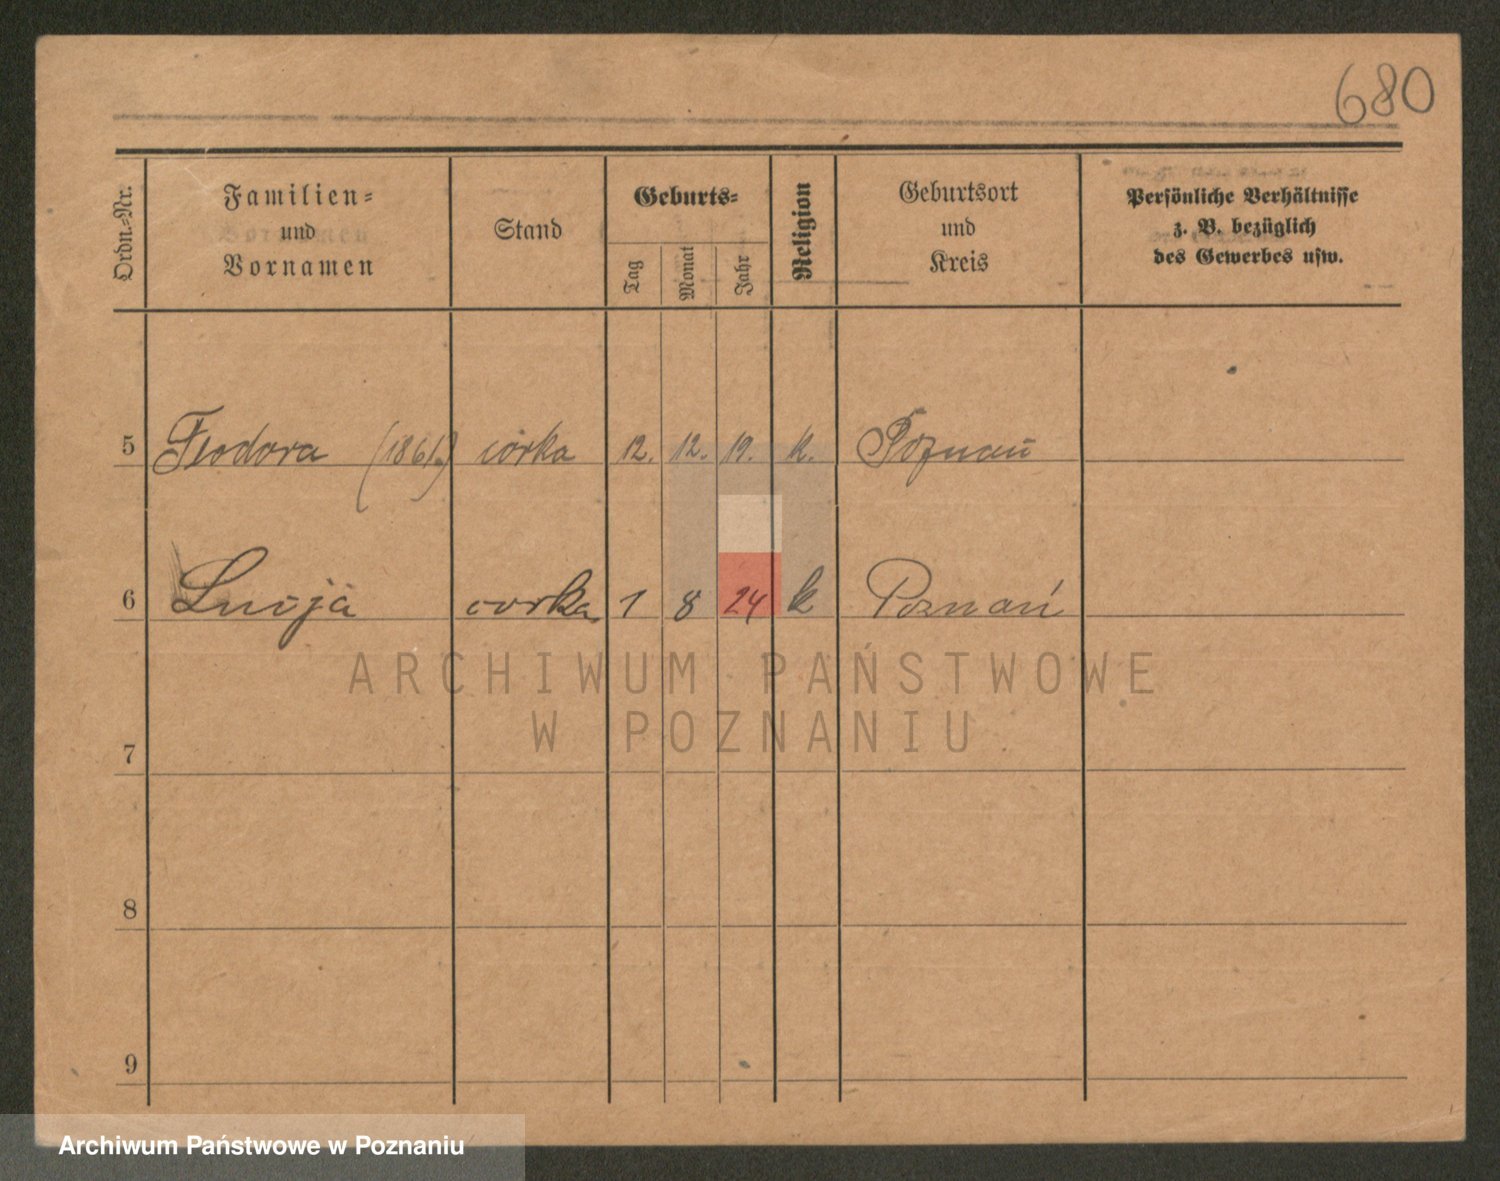 680
Ordn.-Nr.
Familien-
und
Vornamen
Stand
Geburts-
Tag
Monat
Jahr
Religion
Geburtsort
und
Kreis
Persönliche Verhältnisse
z. B. bezüglich
des Gewerbes usw.
5 Teodora (1861) córka 12. 12. 19. k. Poznań
6 Lucja corka 1 8 24 k Poznań
ARCHIWUM PAŃSTWOWE
W POZNANIU
7
8
9
Archiwum Państwowe w Poznaniu